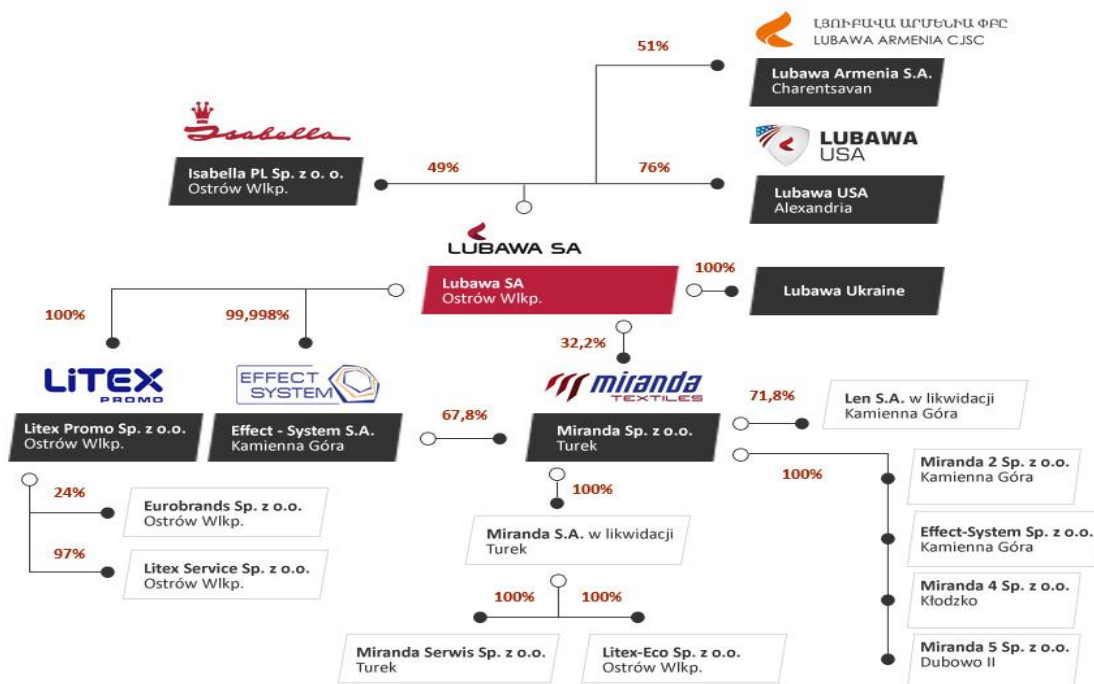 ԼՅՈՒԲԱՎԱ ԱՐՄԵՆԻԱ ՓԲԸ
LUBAWA ARMENIA CJSC
51%
Lubawa Armenia S.A.
Charentsavan
Isabella
LUBAWA
USA
Isabella PL Sp. z o. o.
Ostrów Wlkp.
49%
76%
Lubawa USA
Alexandria
LUBAWA SA
Lubawa SA
Ostrów Wlkp.
100%
Lubawa Ukraine
100%
99,998%
32,2%
LiTEX
PROMO
EFFECT
SYSTEM
miranda
TEXTILES
71,8%
Len S.A. w likwidacji
Kamienna Góra
Litex Promo Sp. z o.o.
Ostrów Wlkp.
Effect - System S.A.
Kamienna Góra
67,8%
Miranda Sp. z o.o.
Turek
100%
Miranda 2 Sp. z o.o.
Kamienna Góra
24%
Eurobrands Sp. z o.o.
Ostrów Wlkp.
100%
Miranda S.A. w likwidacji
Turek
Effect-System Sp. z o.o.
Kamienna Góra
97%
Litex Service Sp. z o.o.
Ostrów Wlkp.
Miranda 4 Sp. z o.o.
Kłodzko
100%
100%
Miranda Serwis Sp. z o.o.
Turek
Litex-Eco Sp. z o.o.
Ostrów Wlkp.
Miranda 5 Sp. z o.o.
Dubowo II